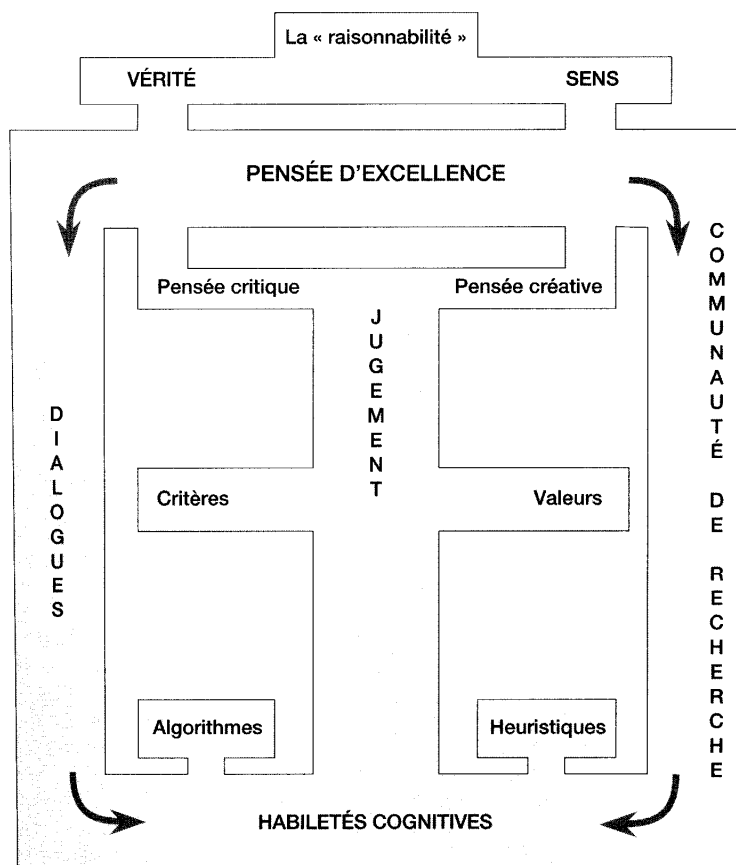 La « raisonnabilité »
VÉRITÉ
SENS
PENSÉE D'EXCELLENCE
Pensée critique
Pensée créative
JUGEMENT
DIALOGUES
COMMUNAUTÉ DE RECHERCHE
Critères
Valeurs
Algorithmes
Heuristiques
HABILETÉS COGNITIVES